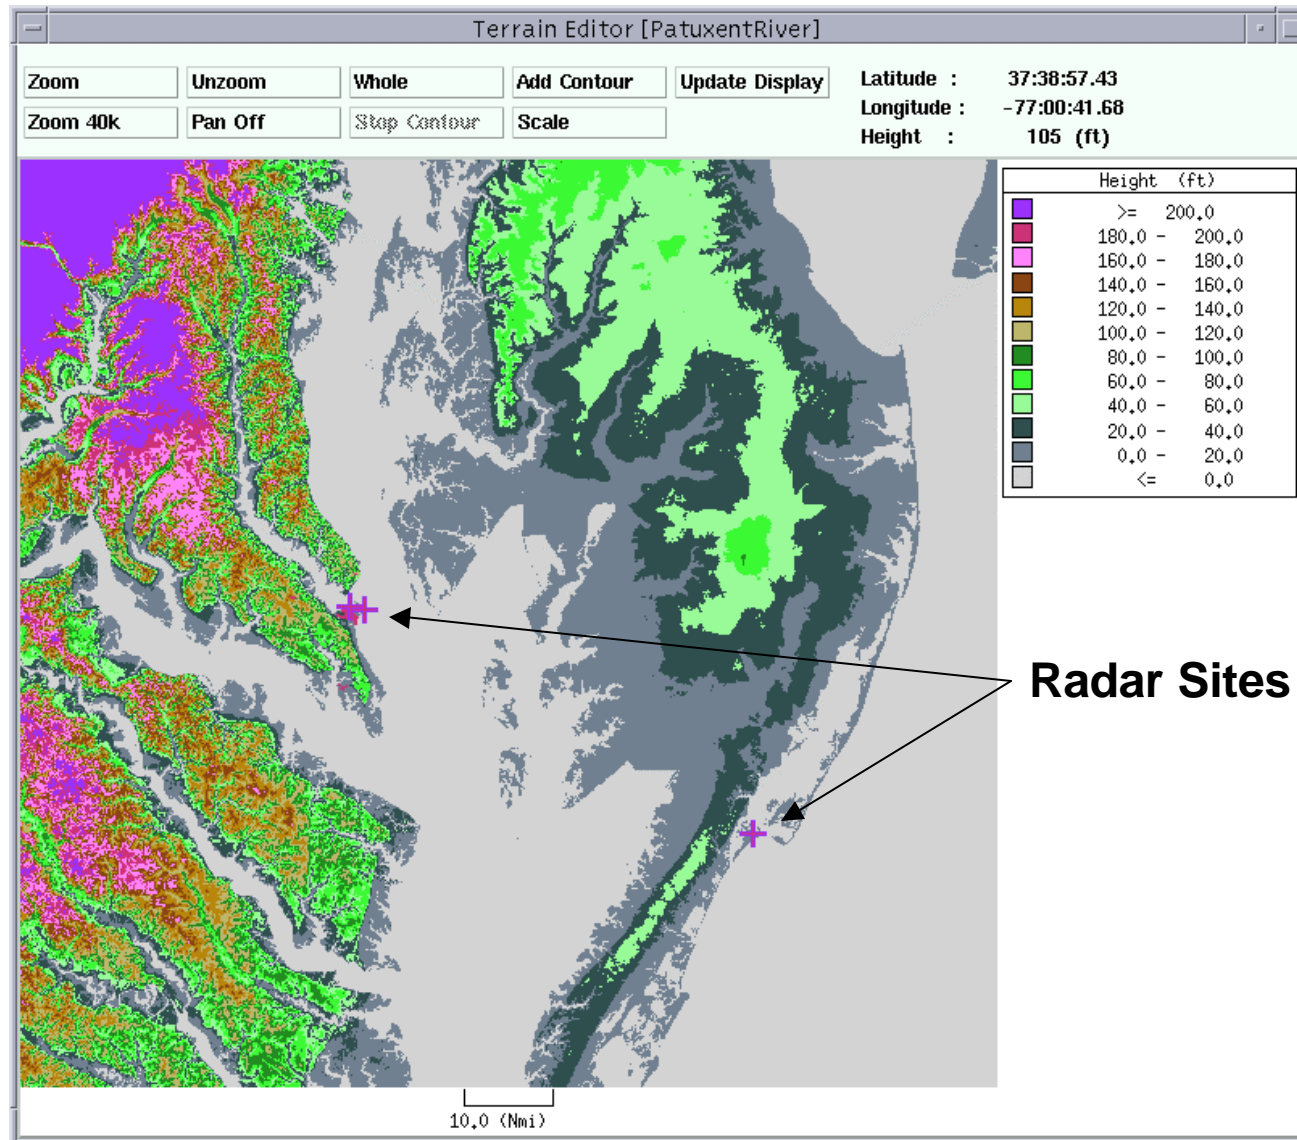 Terrain Editor [PatuxentRiver]
Zoom Unzoom Whole Add Contour Update Display
Zoom 40k Pan Off Stop Contour Scale
Latitude : 37:38:57.43
Longitude : -77:00:41.68
Height : 105 (ft)
Height (ft)
>= 200.0
180.0 - 200.0
160.0 - 180.0
140.0 - 160.0
120.0 - 140.0
100.0 - 120.0
80.0 - 100.0
60.0 - 80.0
40.0 - 60.0
20.0 - 40.0
0.0 - 20.0
<= 0.0
Radar Sites
10.0 (Nmi)